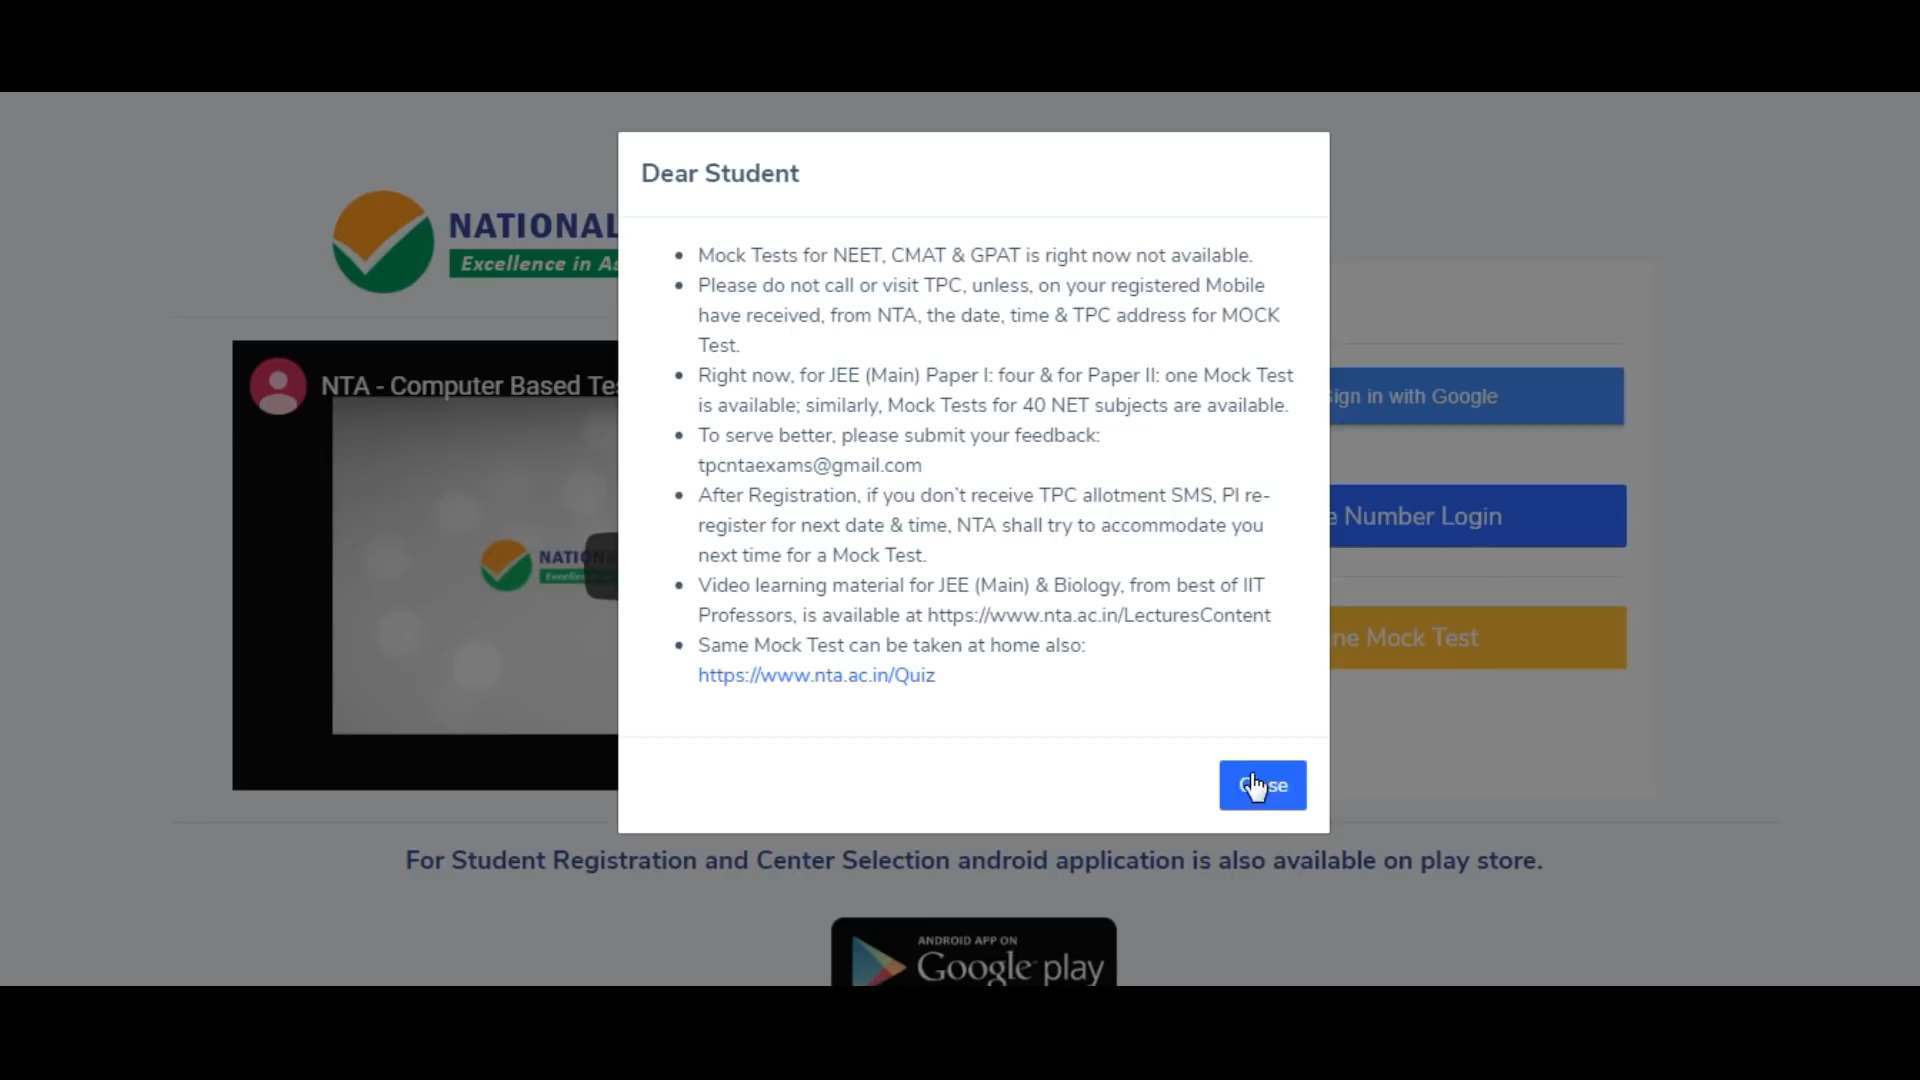 Dear Student
NATIONAL
Excellence in As
• Mock Tests for NEET, CMAT & GPAT is right now not available.
• Please do not call or visit TPC, unless, on your registered Mobile
have received, from NTA, the date, time & TPC address for MOCK
Test.
• Right now, for JEE (Main) Paper I: four & for Paper II: one Mock Test
is available; similarly, Mock Tests for 40 NET subjects are available.
• To serve better, please submit your feedback:
tpcntaexams@gmail.com
• After Registration, if you don't receive TPC allotment SMS, PI re-
register for next date & time, NTA shall try to accommodate you
next time for a Mock Test.
• Video learning material for JEE (Main) & Biology, from best of IIT
Professors, is available at https://www.nta.ac.in/LecturesContent
• Same Mock Test can be taken at home also:
https://www.nta.ac.in/Quiz
NTA - Computer Based Tes
Sign in with Google
e Number Login
ne Mock Test
For Student Registration and Center Selection android application is also available on play store.
ANDROID APP ON
Google play